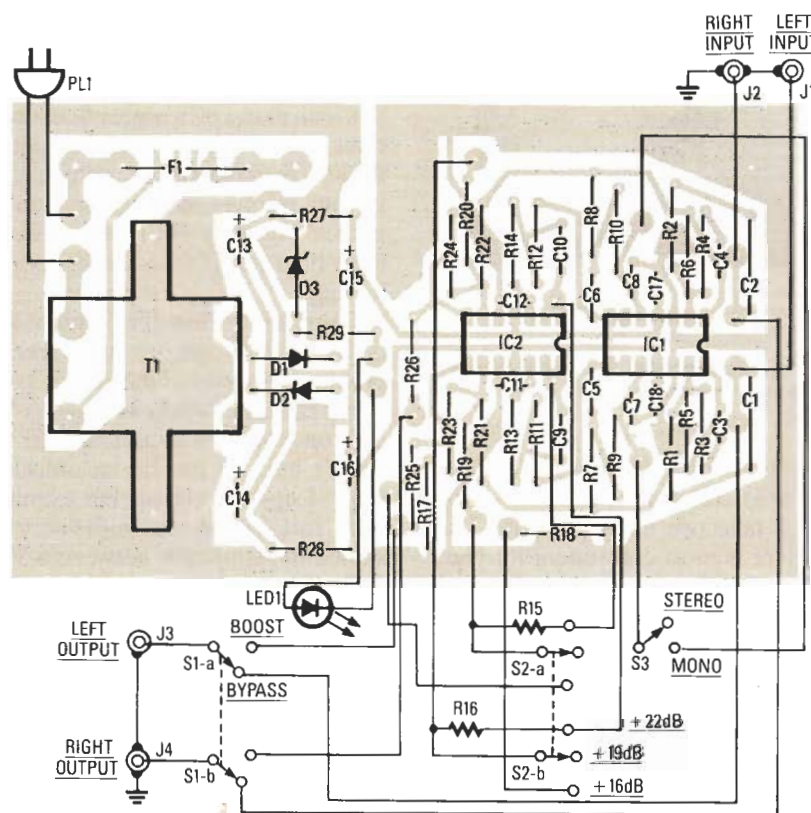 RIGHT INPUT
LEFT INPUT
PL1
J2
J1
F1
R27
C13
D3
C15
R29
D1
D2
T1
C14
C16
R28
R20
R24
R22
R14
R12
C10
R8
R10
R2
R6
R4
C4
C2
C6
C8
C17
C12
IC2
IC1
R26
C11
C5
C7
C18
C1
R23
R21
R13
R11
C9
R7
R9
R1
R5
R3
C3
R25
R17
R19
R18
LED1
LEFT OUTPUT
J3
S1-a
BOOST
BYPASS
RIGHT OUTPUT
J4
S1-b
R15
S2-a
R16
S2-b
+22dB
+19dB
+16dB
S3
STEREO
MONO